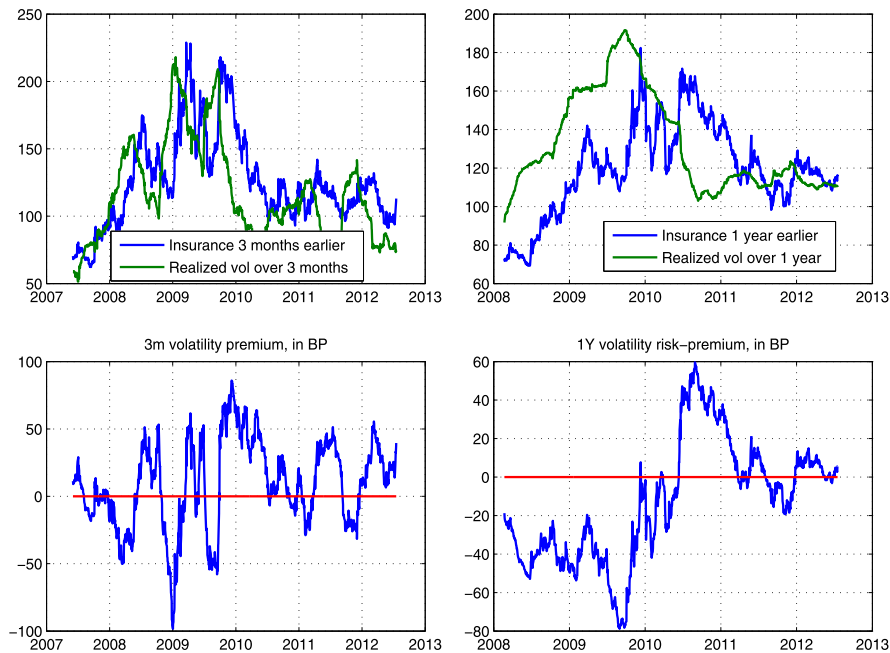 250
200
150
100
50
2007 2008 2009 2010 2011 2012 2013
Insurance 3 months earlier
Realized vol over 3 months
200
180
160
140
120
100
80
60
2008 2009 2010 2011 2012 2013
Insurance 1 year earlier
Realized vol over 1 year
3m volatility premium, in BP
100
50
0
−50
−100
2007 2008 2009 2010 2011 2012 2013
1Y volatility risk−premium, in BP
60
40
20
0
−20
−40
−60
−80
2008 2009 2010 2011 2012 2013